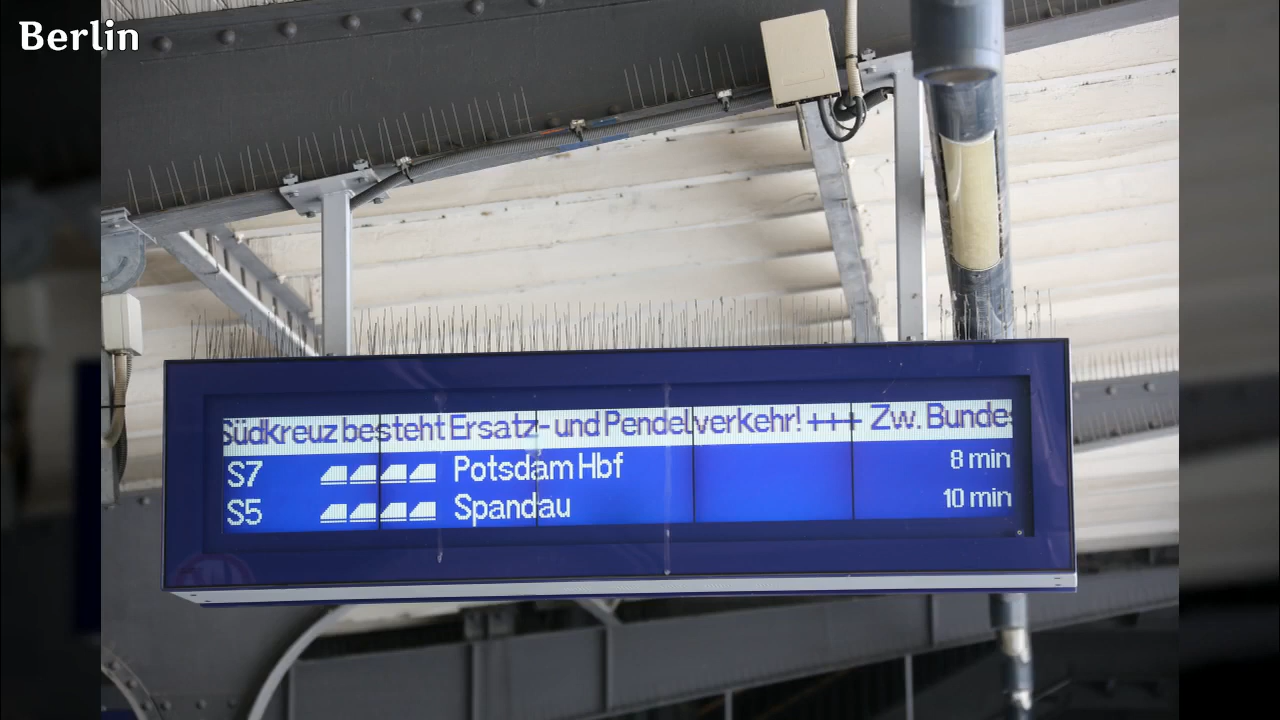 Berlin
Südkreuz besteht Ersatz- und Pendelverkehr! +++ Zw. Bundes
S7 Potsdam Hbf 8 min
S5 Spandau 10 min